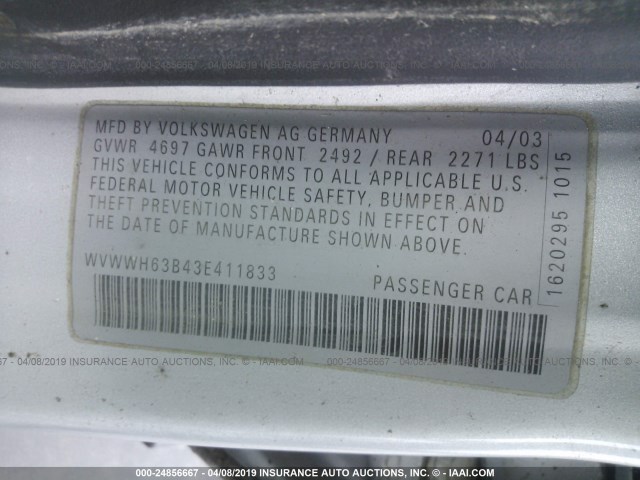 MFD BY VOLKSWAGEN AG GERMANY 04/03
GVWR 4697 GAWR FRONT 2492 / REAR 2271 LBS
THIS VEHICLE CONFORMS TO ALL APPLICABLE U.S.
FEDERAL MOTOR VEHICLE SAFETY, BUMPER AND
THEFT PREVENTION STANDARDS IN EFFECT ON
THE DATE OF MANUFACTURE SHOWN ABOVE.
WVWWH63B43E411833
PASSENGER CAR
1620295 1015
000-24856667 - 04/08/2019 INSURANCE AUTO AUCTIONS, INC. - © IAAI.COM